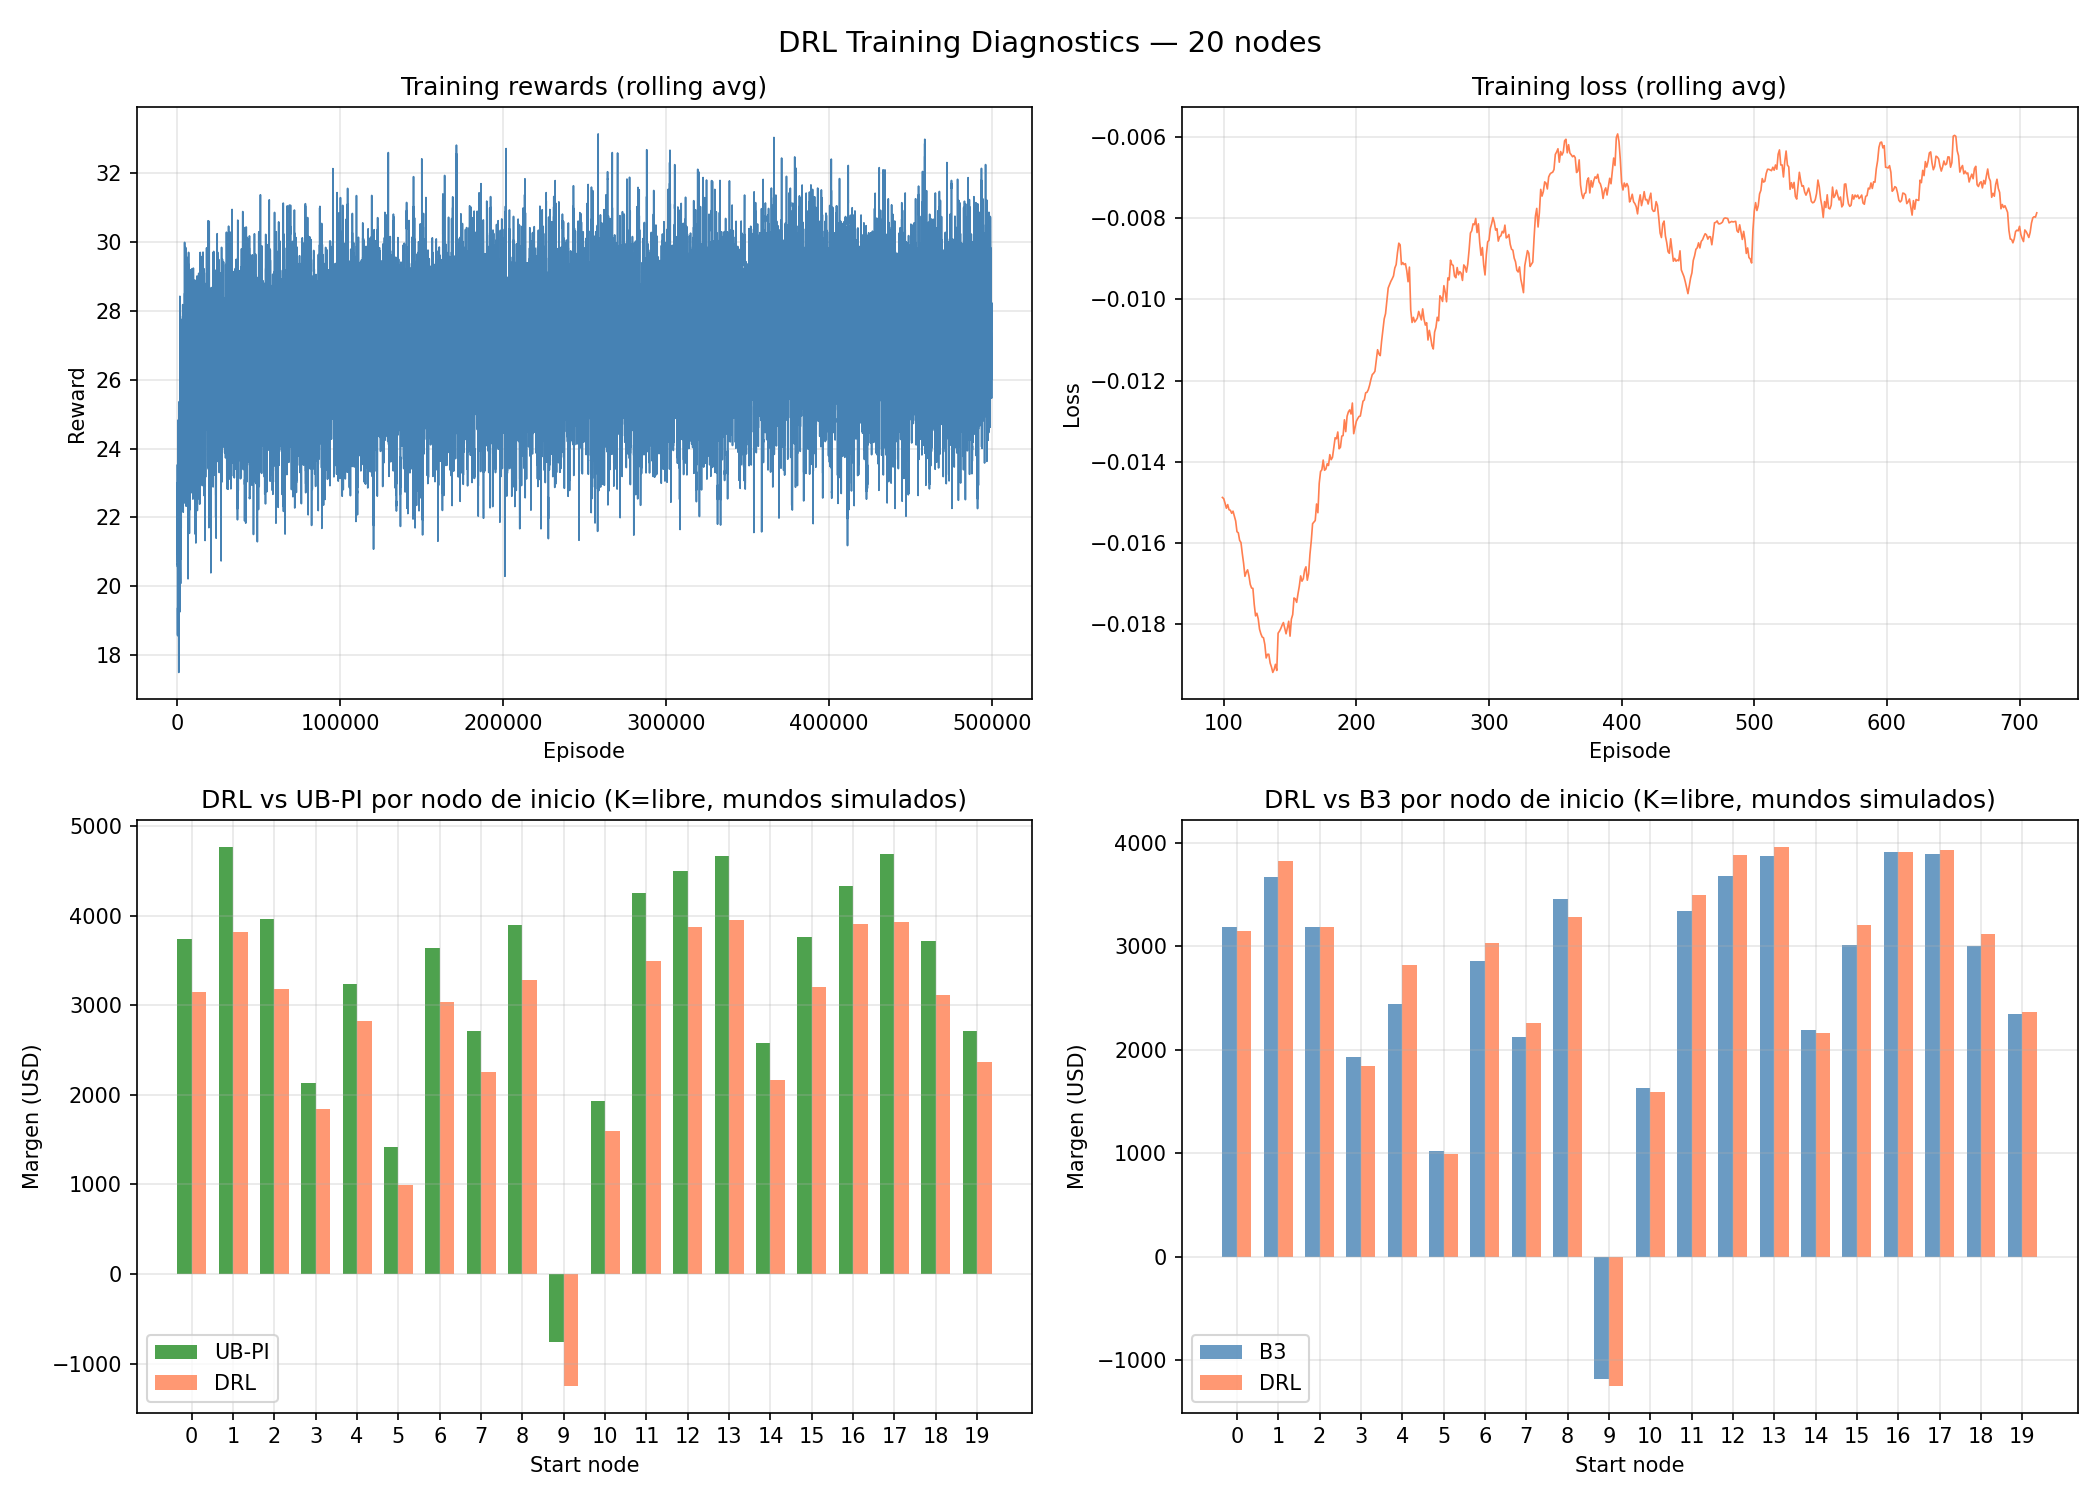 DRL Training Diagnostics — 20 nodes
Training rewards (rolling avg)
32
30
28
26
24
22
20
18
Reward
0 100000 200000 300000 400000 500000
Episode
Training loss (rolling avg)
−0.006
−0.008
−0.010
−0.012
−0.014
−0.016
−0.018
Loss
100 200 300 400 500 600 700
Episode
DRL vs UB-PI por nodo de inicio (K=libre, mundos simulados)
5000
4000
3000
2000
1000
0
−1000
Margen (USD)
UB-PI
DRL
0 1 2 3 4 5 6 7 8 9 10 11 12 13 14 15 16 17 18 19
Start node
DRL vs B3 por nodo de inicio (K=libre, mundos simulados)
4000
3000
2000
1000
0
−1000
Margen (USD)
B3
DRL
0 1 2 3 4 5 6 7 8 9 10 11 12 13 14 15 16 17 18 19
Start node